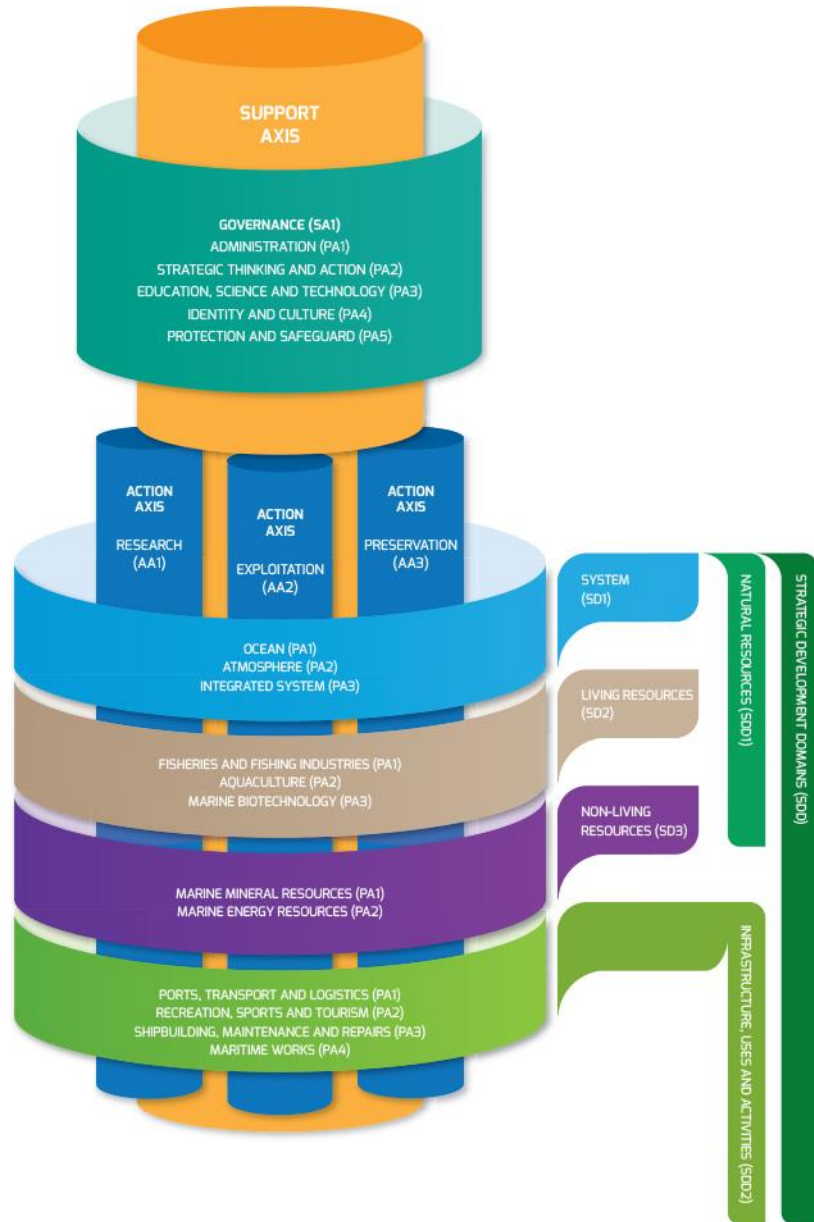 SUPPORT
AXIS
GOVERNANCE (SA1)
ADMINISTRATION (PA1)
STRATEGIC THINKING AND ACTION (PA2)
EDUCATION, SCIENCE AND TECHNOLOGY (PA3)
IDENTITY AND CULTURE (PA4)
PROTECTION AND SAFEGUARD (PA5)
ACTION
AXIS
RESEARCH
(AA1)
ACTION
AXIS
EXPLOITATION
(AA2)
ACTION
AXIS
PRESERVATION
(AA3)
OCEAN (PA1)
ATMOSPHERE (PA2)
INTEGRATED SYSTEM (PA3)
SYSTEM
(SD1)
FISHERIES AND FISHING INDUSTRIES (PA1)
AQUACULTURE (PA2)
MARINE BIOTECHNOLOGY (PA3)
LIVING RESOURCES
(SD2)
MARINE MINERAL RESOURCES (PA1)
MARINE ENERGY RESOURCES (PA2)
NON-LIVING
RESOURCES (SD3)
PORTS, TRANSPORT AND LOGISTICS (PA1)
RECREATION, SPORTS AND TOURISM (PA2)
SHIPBUILDING, MAINTENANCE AND REPAIRS (PA3)
MARITIME WORKS (PA4)
NATURAL RESOURCES (SDD1)
INFRASTRUCTURE, USES AND ACTIVITIES (SDD2)
STRATEGIC DEVELOPMENT DOMAINS (SDD)